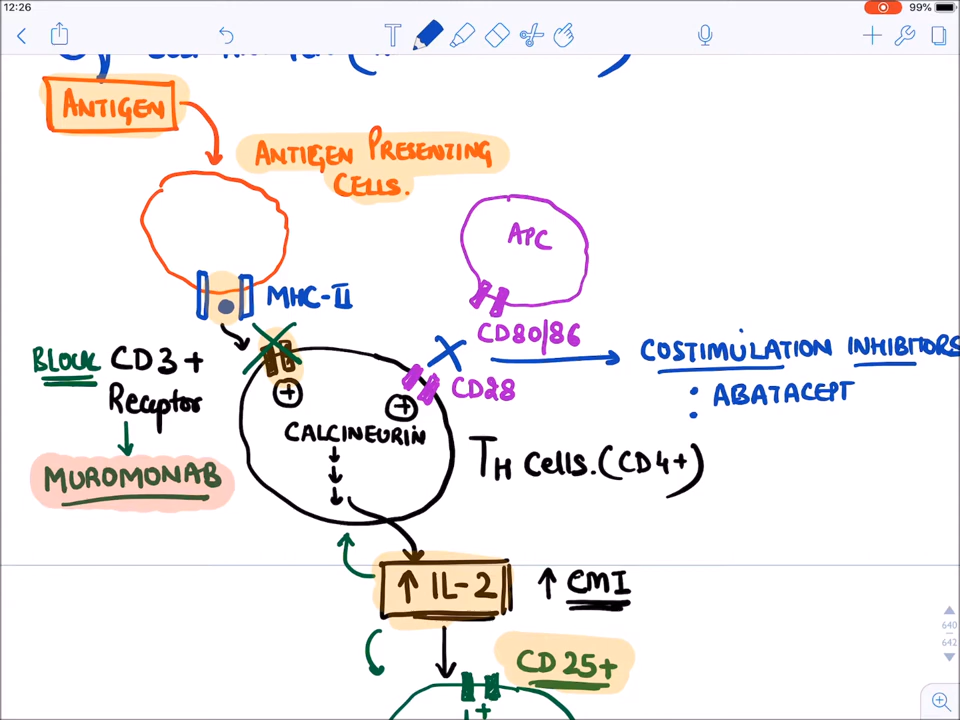 12:26
99%
T
ANTIGEN
ANTIGEN PRESENTING
CELLS.
APC
MHC-II
CD80/86
BLOCK CD3+
Receptor
CD28
COSTIMULATION INHIBITORS
: ABATACEPT
+
+
CALCINEURIN
MUROMONAB
TH Cells. (CD4+)
↑ IL-2
↑ CMI
CD25+
+
640
642